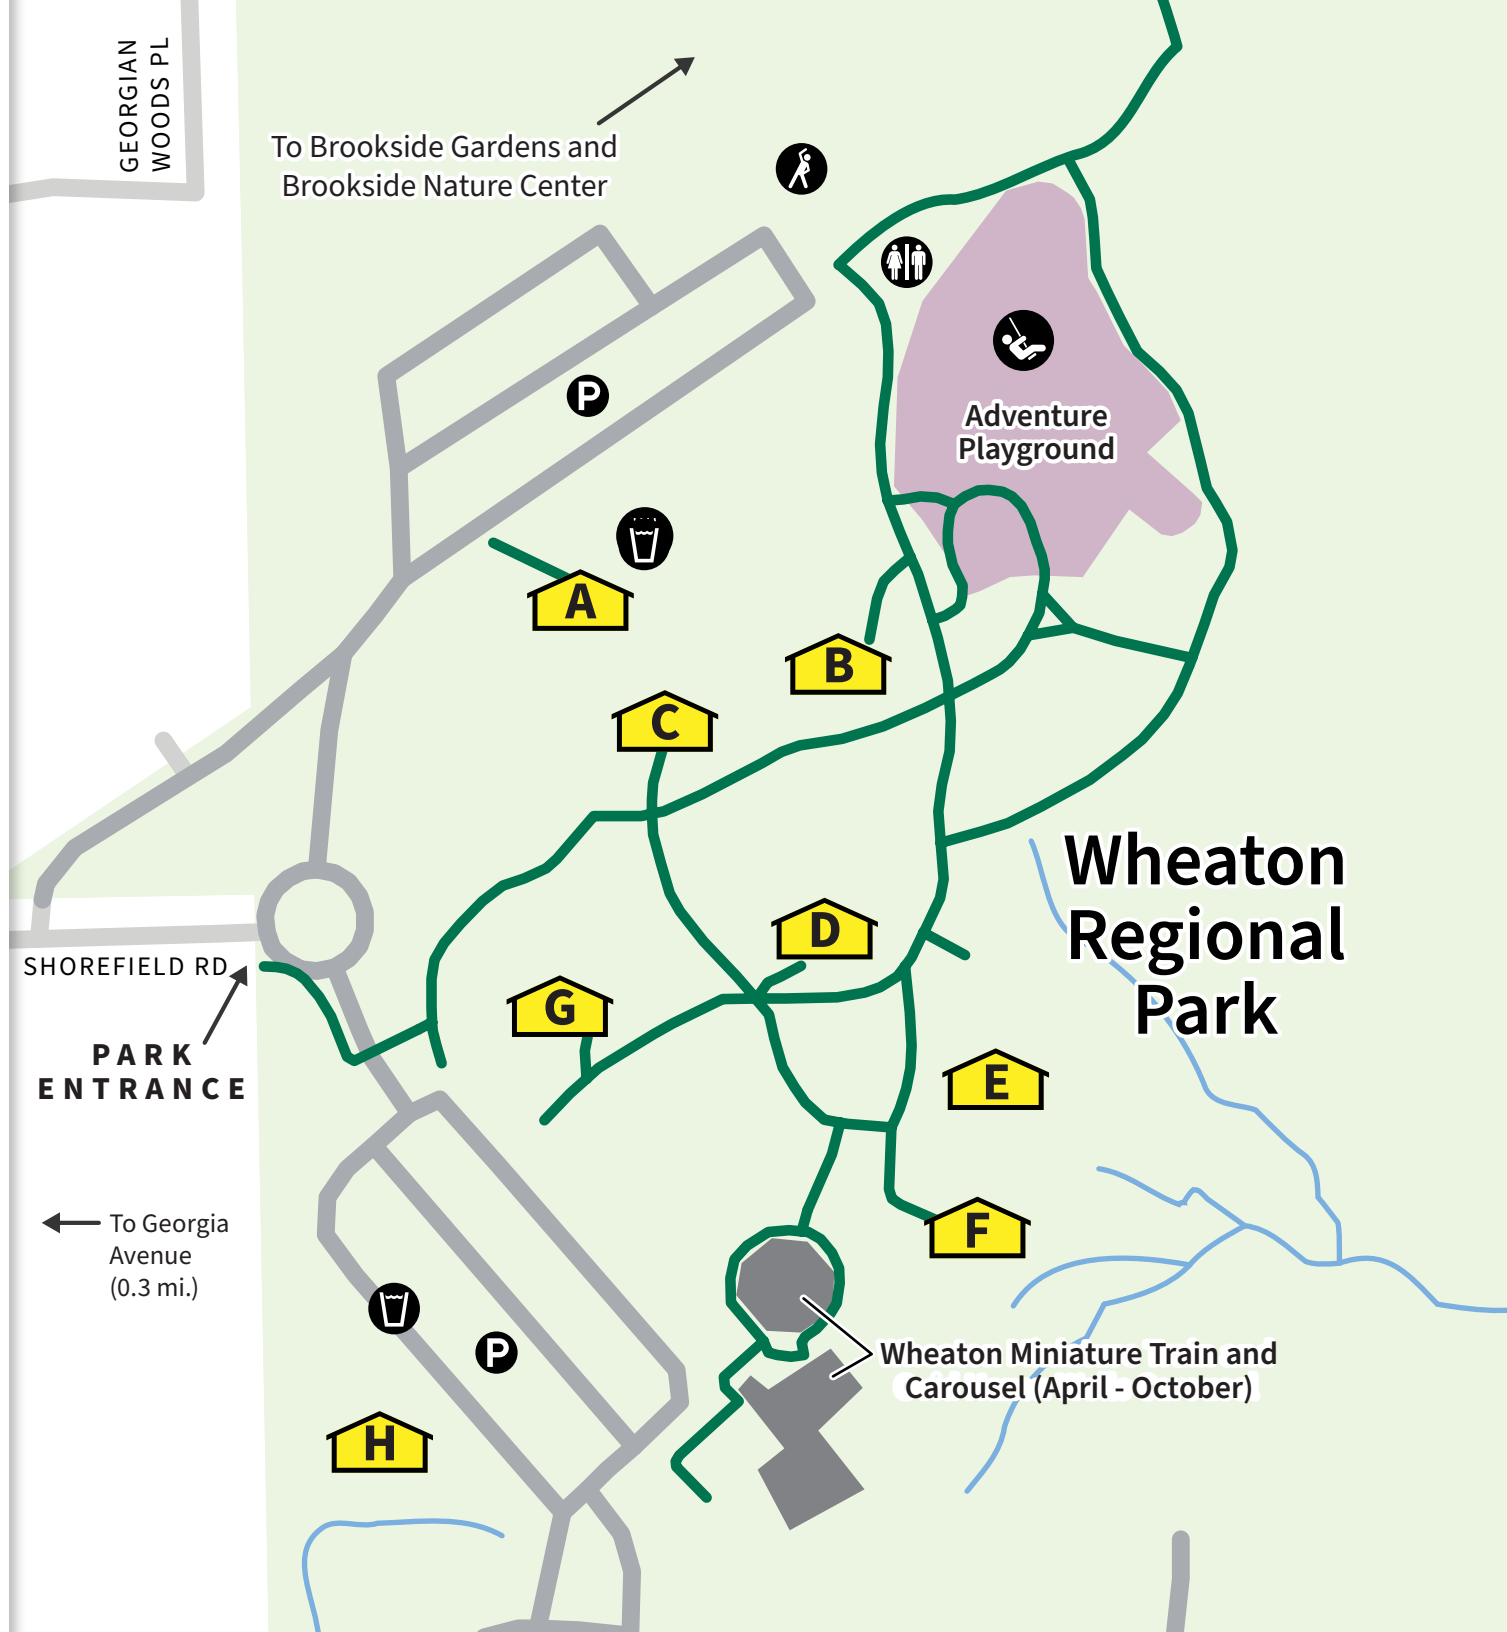 GEORGIAN
WOODS PL
To Brookside Gardens and
Brookside Nature Center
P
Adventure
Playground
A
B
C
Wheaton
Regional
Park
D
SHOREFIELD RD
G
PARK
ENTRANCE
E
To Georgia
Avenue
(0.3 mi.)
F
P
Wheaton Miniature Train and
Carousel (April - October)
H